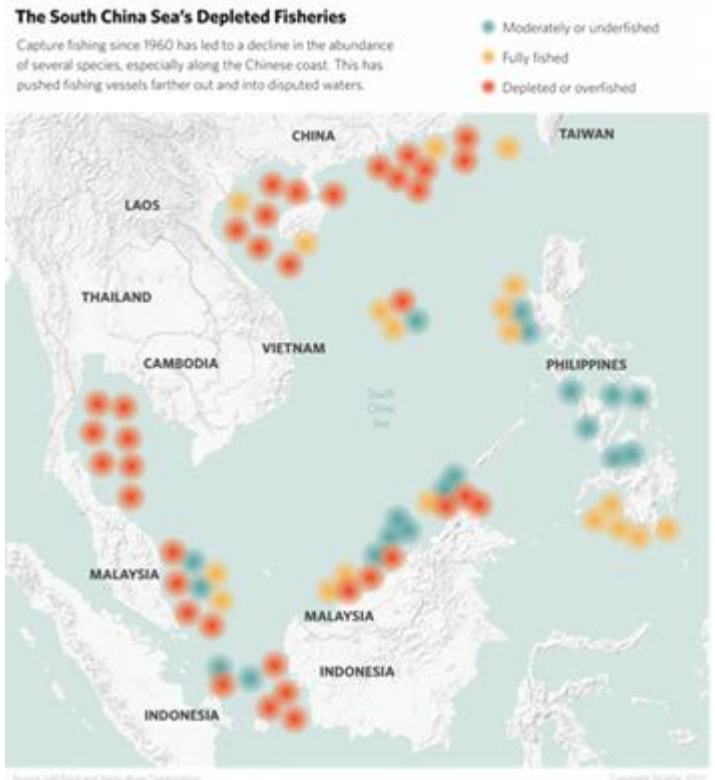 The South China Sea's Depleted Fisheries
Capture fishing since 1960 has led to a decline in the abundance
of several species, especially along the Chinese coast. This has
pushed fishing vessels farther out and into disputed waters.
Moderately or underfished
Fully fished
Depleted or overfished
CHINA
TAIWAN
LAOS
THAILAND
VIETNAM
CAMBODIA
PHILIPPINES
South
China
Sea
MALAYSIA
MALAYSIA
INDONESIA
INDONESIA